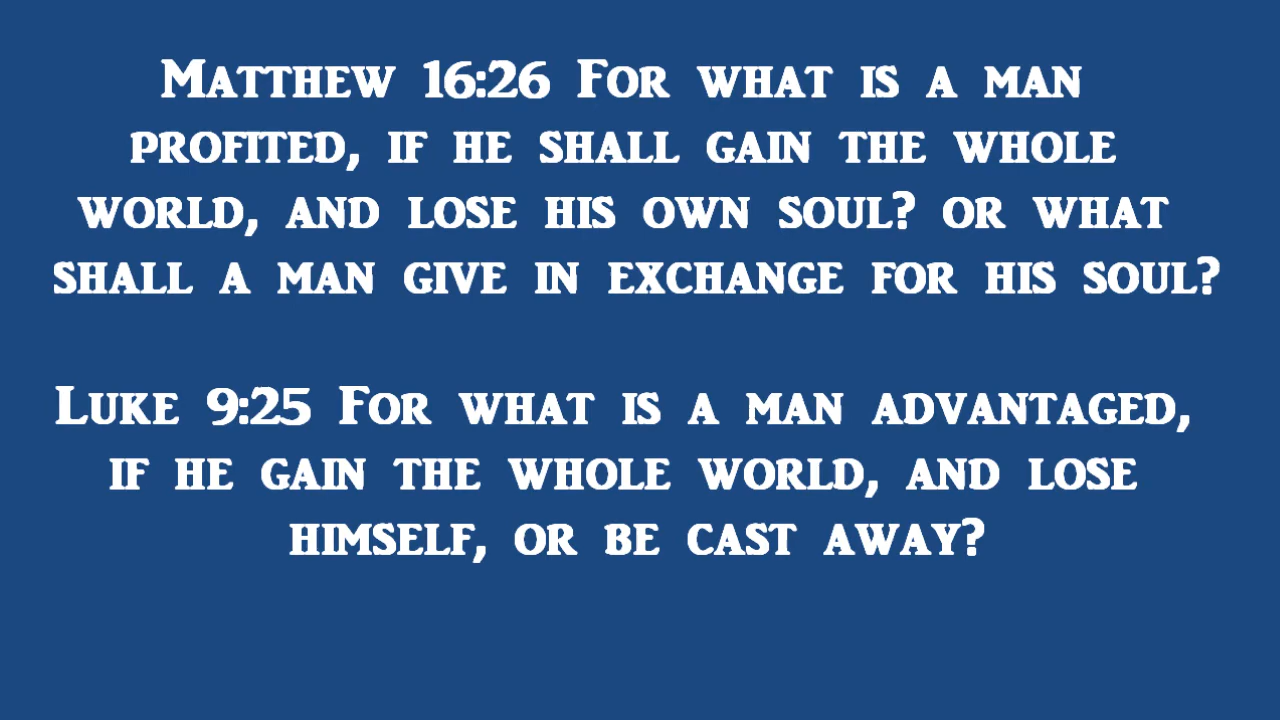 Matthew 16:26 For what is a man
profited, if he shall gain the whole
world, and lose his own soul? or what
shall a man give in exchange for his soul?
Luke 9:25 For what is a man advantaged,
if he gain the whole world, and lose
himself, or be cast away?